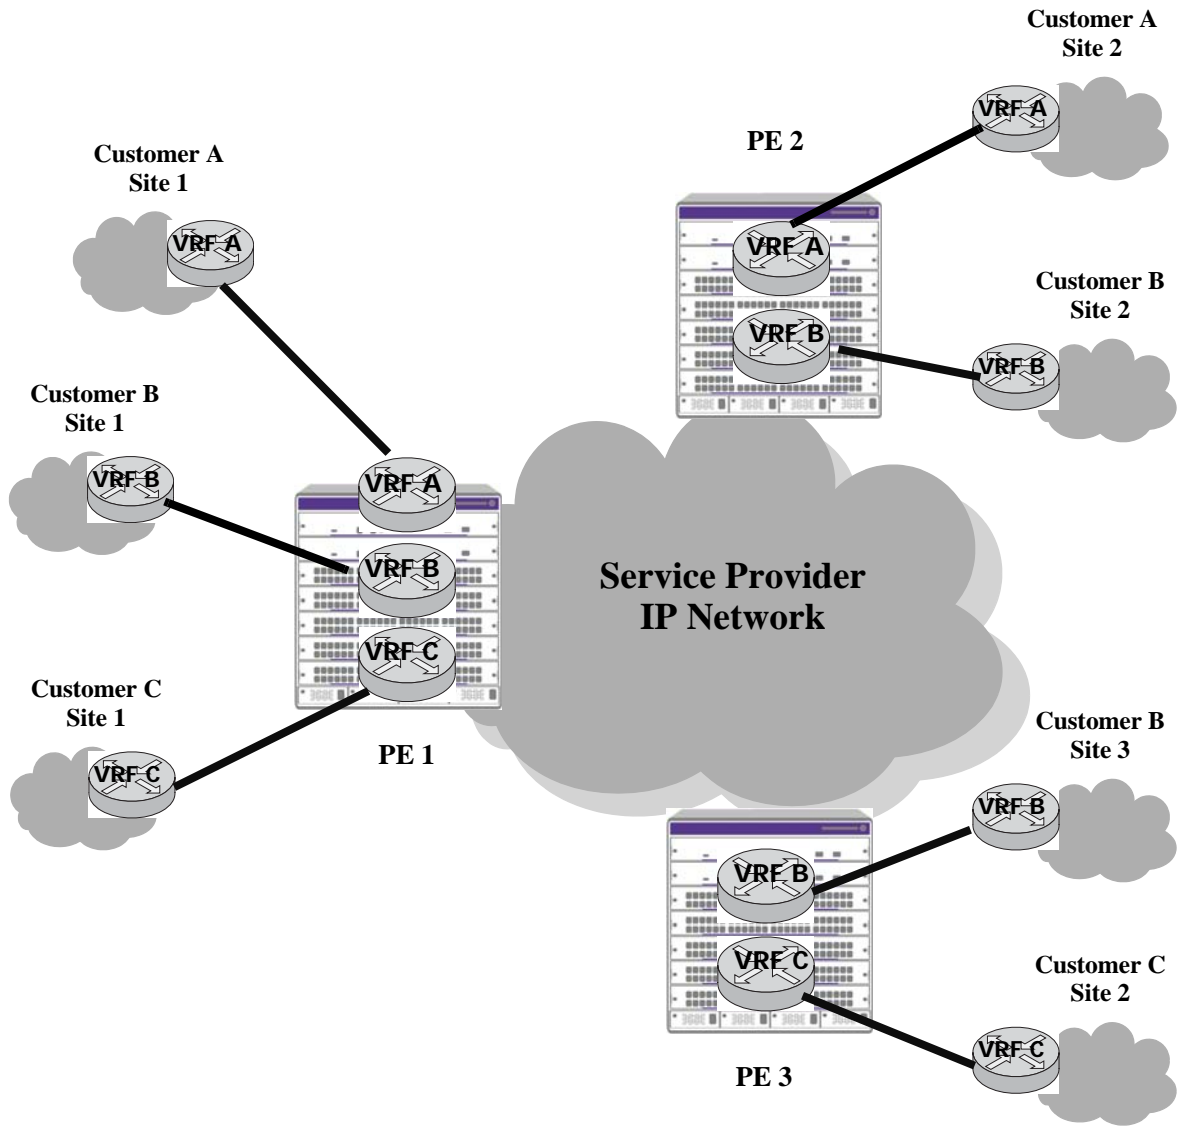 Customer A
Site 2
VRF A
PE 2
Customer A
Site 1
VRF A
VRF A
VRF B
Customer B
Site 2
VRF B
Customer B
Site 1
VRF B
VRF A
VRF B
VRF C
PE 1
Service Provider
IP Network
Customer C
Site 1
VRF C
Customer B
Site 3
VRF B
VRF B
VRF C
PE 3
Customer C
Site 2
VRF C